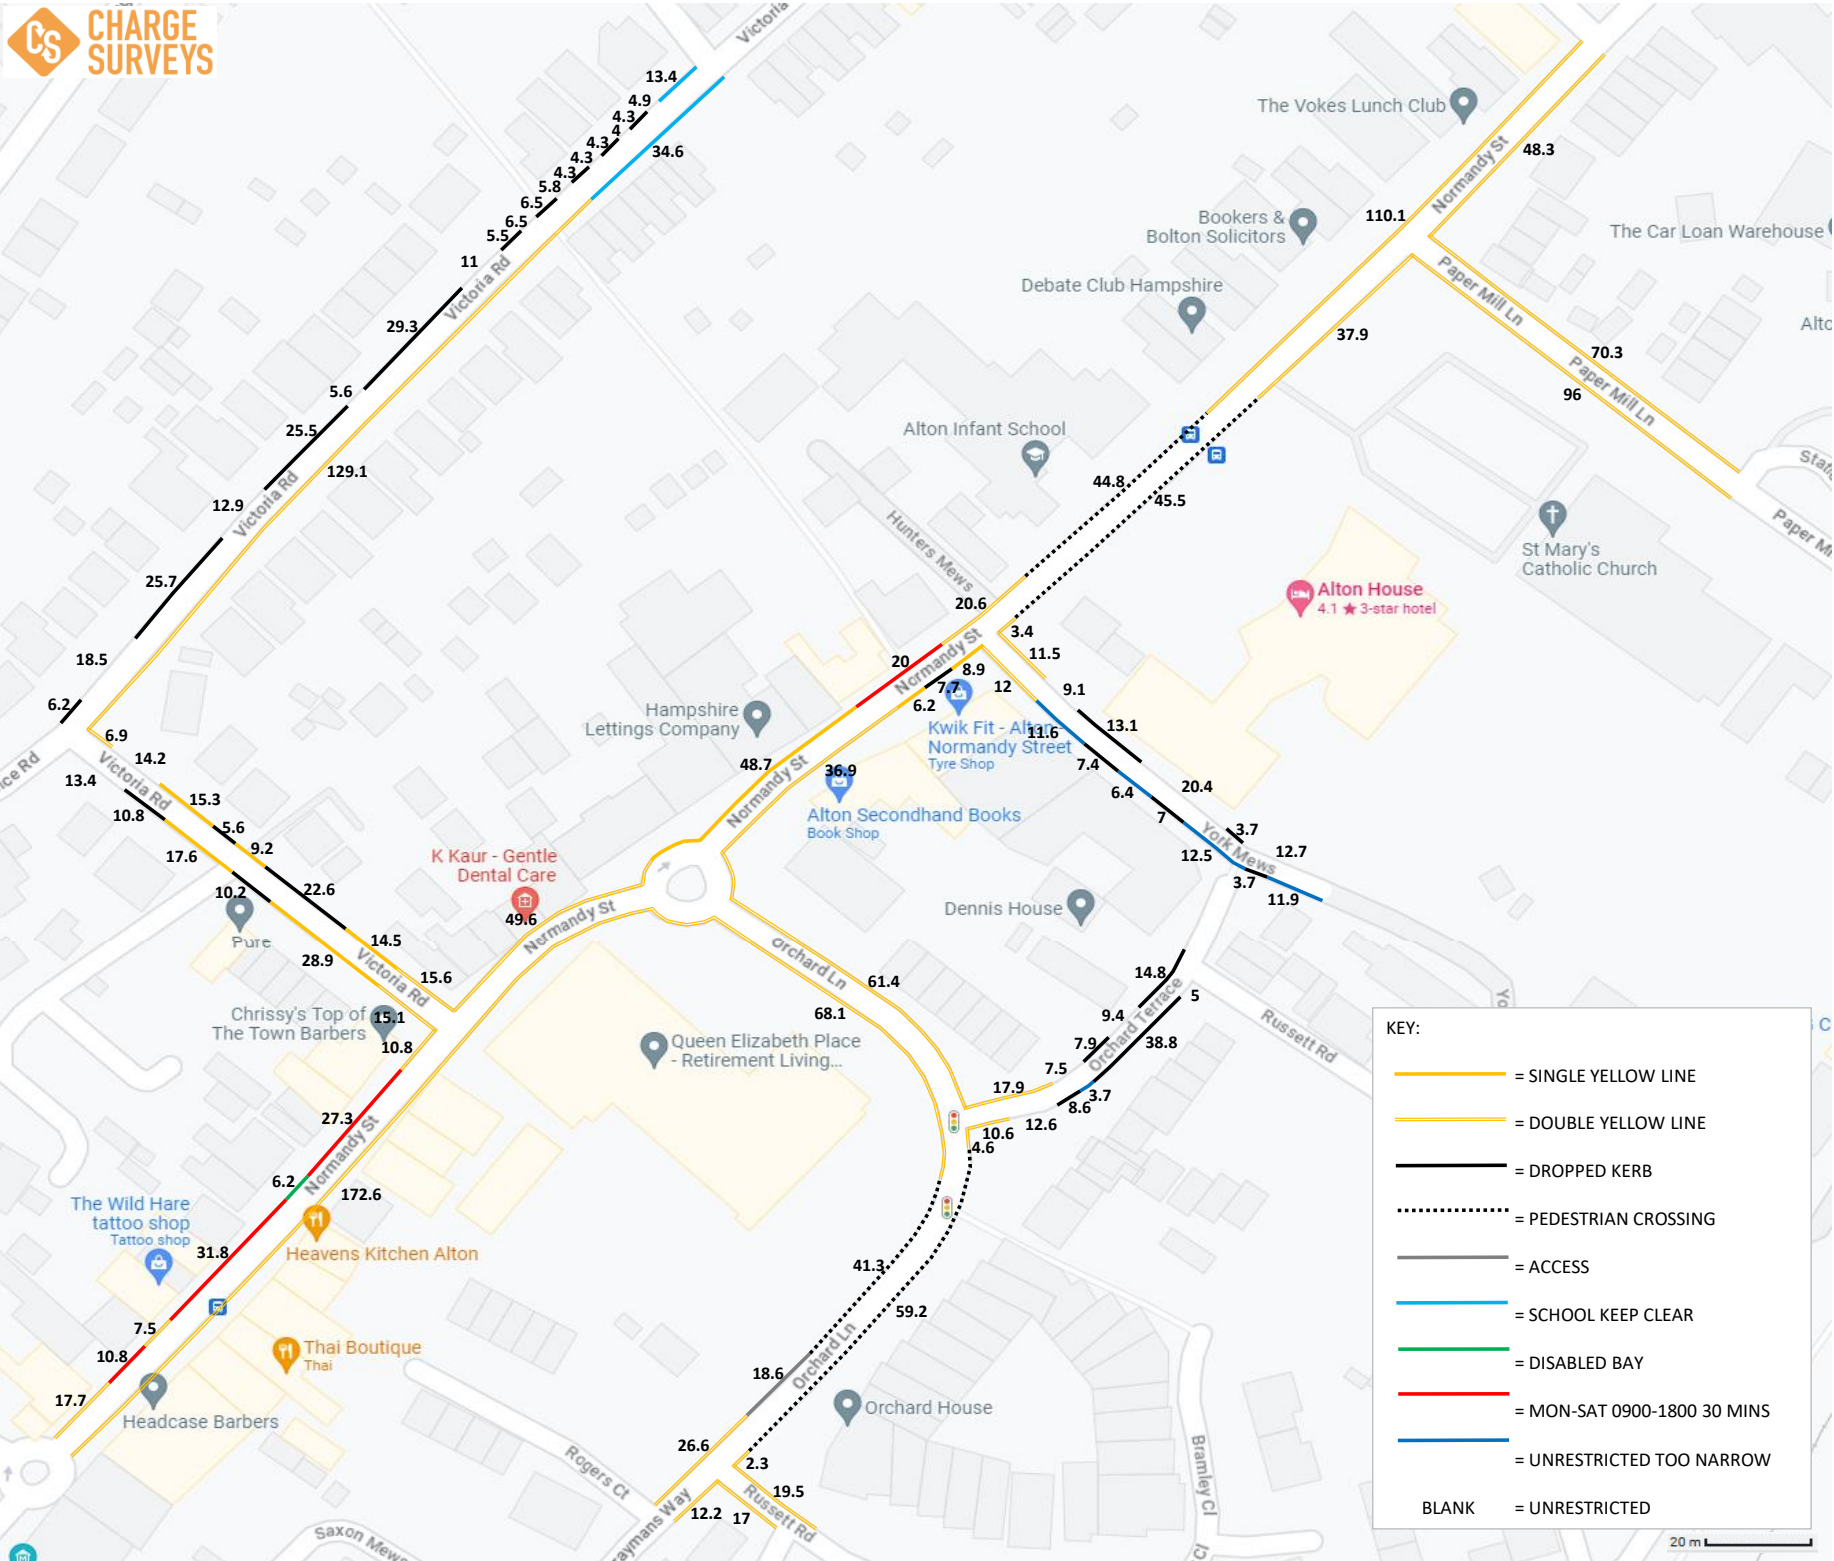 CHARGE
SURVEYS
CS
Victoria
13.4
4.9
4.3
4
4.3
4.3
4.3
5.8
6.5
6.5
5.5
11
34.6
Victoria Rd
29.3
5.6
25.5
129.1
12.9
Victoria Rd
25.7
18.5
6.2
6.9
14.2
13.4
Victoria Rd
10.8
15.3
5.6
9.2
17.6
22.6
10.2
Pure
14.5
28.9
15.6
Victoria Rd
The Vokes Lunch Club
48.3
Normandy St
110.1
Bookers &
Bolton Solicitors
The Car Loan Warehouse
Debate Club Hampshire
Paper Mill Ln
37.9
70.3
Paper Mill Ln
96
Alton Infant School
44.8
45.5
Hunters Mews
St Mary's
Catholic Church
Paper M
Alton House
4.1 ★ 3-star hotel
20.6
3.4
Normandy St
20
11.5
8.9
7.7
12
9.1
6.2
Hampshire
Lettings Company
Kwik Fit - Alton -
Normandy Street
Tyre Shop
11.6
13.1
7.4
48.7
36.9
Normandy St
6.4
20.4
7
Alton Secondhand Books
Book Shop
York Mews
3.7
12.7
12.5
3.7
11.9
K Kaur - Gentle
Dental Care
49.6
Normandy St
Dennis House
Orchard Ln
61.4
68.1
14.8
5
Orchard Terrace
9.4
7.9
38.8
7.5
17.9
3.7
8.6
12.6
10.6
4.6
Russett Rd
Chrissy's Top of
The Town Barbers
15.1
10.8
Queen Elizabeth Place
- Retirement Living...
27.3
Normandy St
6.2
172.6
The Wild Hare
tattoo shop
Tattoo shop
31.8
Heavens Kitchen Alton
7.5
10.8
Thai Boutique
Thai
17.7
Headcase Barbers
41.3
59.2
18.6
Orchard Ln
Orchard House
26.6
2.3
19.5
12.2
17
Russett Rd
Rogers Ct
Bramley Cl
KEY:
= SINGLE YELLOW LINE
= DOUBLE YELLOW LINE
= DROPPED KERB
= PEDESTRIAN CROSSING
= ACCESS
= SCHOOL KEEP CLEAR
= DISABLED BAY
= MON-SAT 0900-1800 30 MINS
= UNRESTRICTED TOO NARROW
BLANK = UNRESTRICTED
20 m